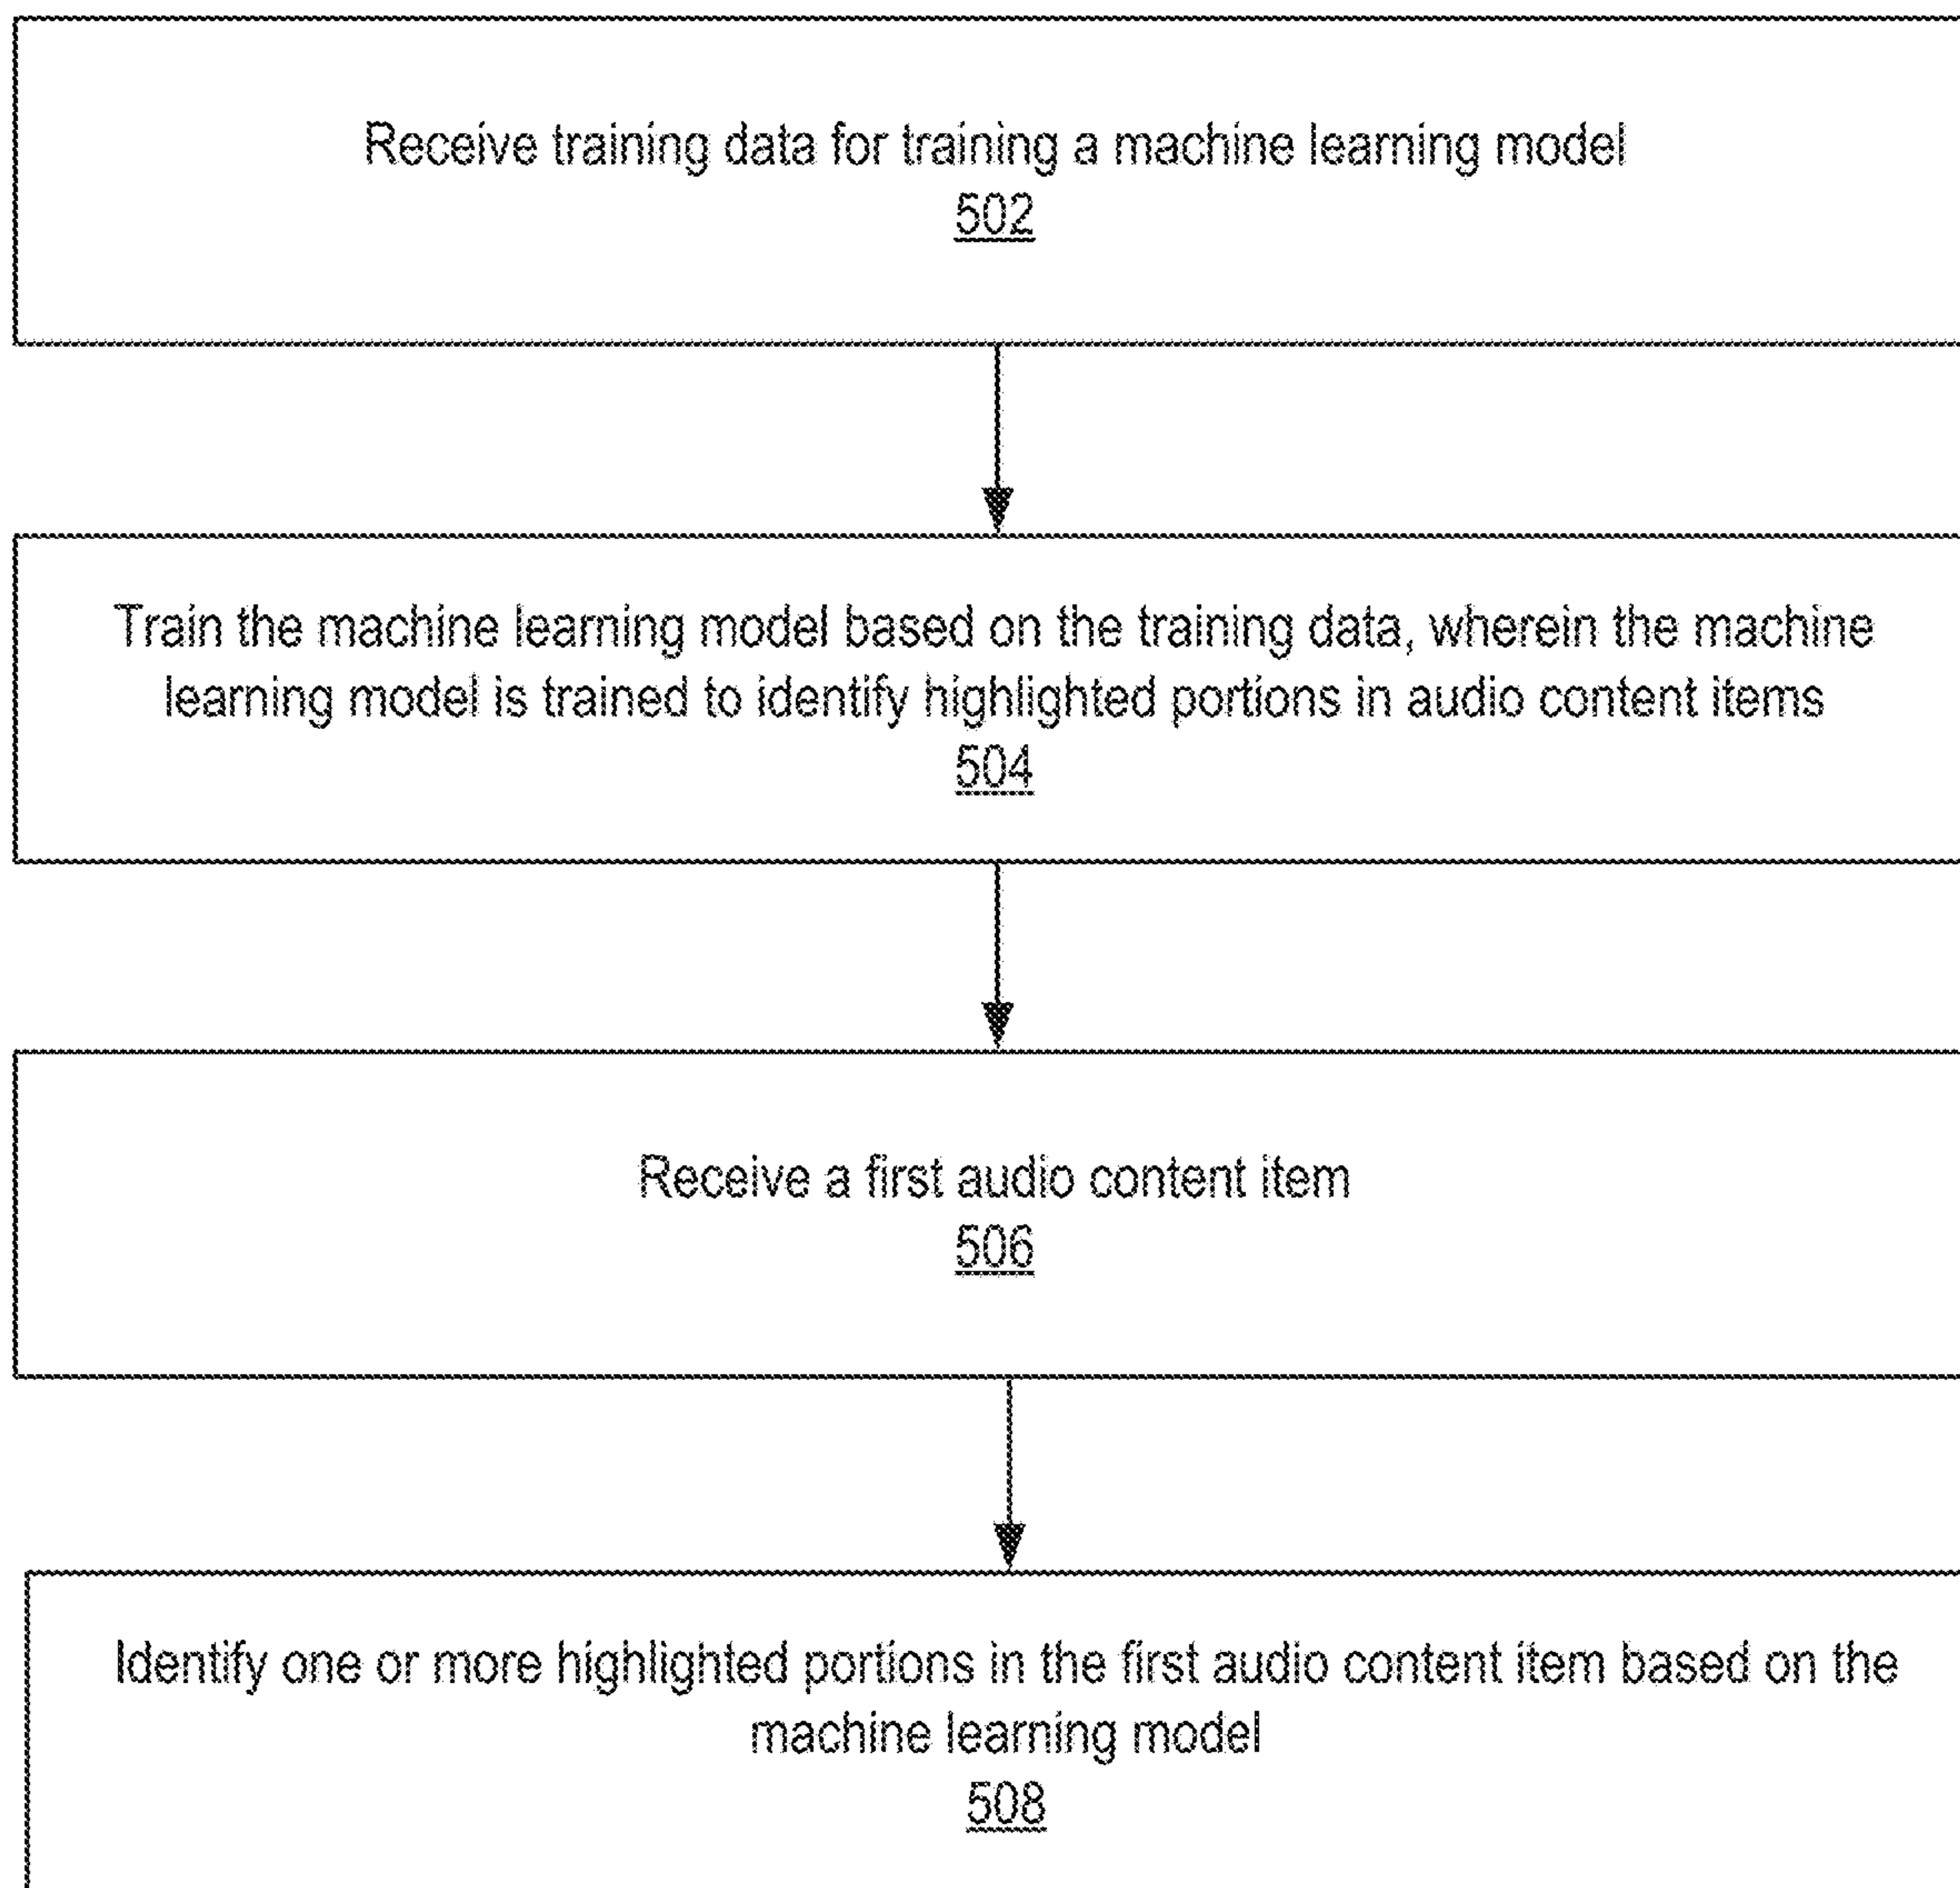 Receive training data for training a machine learning model
502
Train the machine learning model based on the training data, wherein the machine
learning model is trained to identify highlighted portions in audio content items
504
Receive a first audio content item
506
Identify one or more highlighted portions in the first audio content item based on the
machine learning model
508